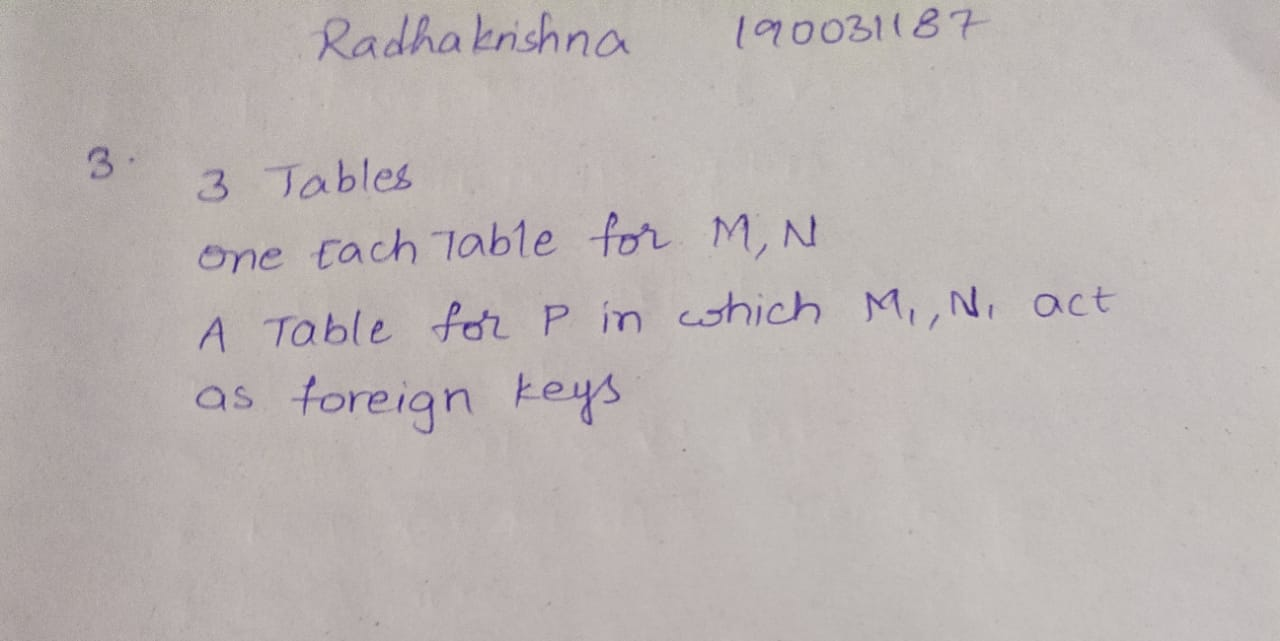 Radhakrishna 190031187
3. 3 Tables
one Each Table for M, N
A Table for P in which M1, N1 act
as foreign keys